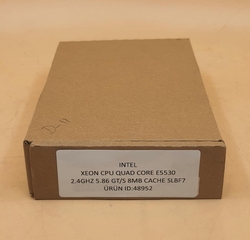 INTEL
XEON CPU QUAD CORE E5530
2.4GHZ 5.86 GT/S 8MB CACHE SLBF7
ÜRÜN ID:48952